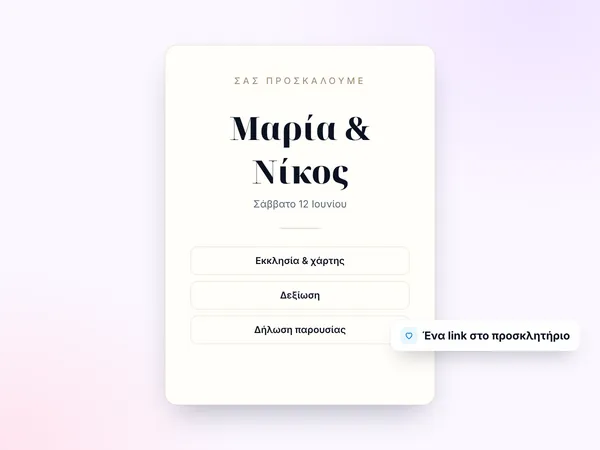 ΣΑΣ ΠΡΟΣΚΑΛΟΥΜΕ
Μαρία &
Νίκος
Σάββατο 12 Ιουνίου
Εκκλησία & χάρτης
Δεξίωση
Δήλωση παρουσίας
Ένα link στο προσκλητήριο